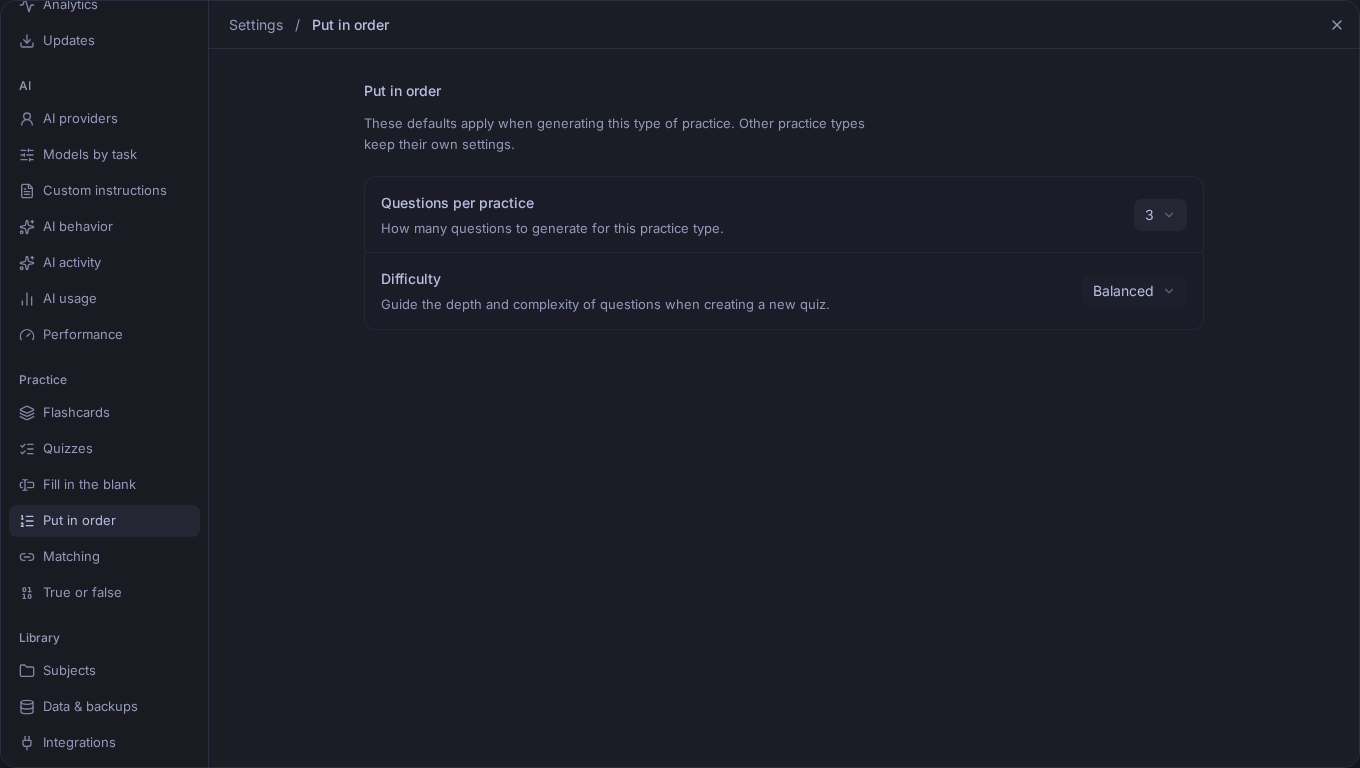 Analytics
Updates
AI
AI providers
Models by task
Custom instructions
AI behavior
AI activity
AI usage
Performance
Practice
Flashcards
Quizzes
Fill in the blank
Put in order
Matching
True or false
Library
Subjects
Data & backups
Integrations
Settings / Put in order
Put in order
These defaults apply when generating this type of practice. Other practice types
keep their own settings.
Questions per practice
How many questions to generate for this practice type.
3
Difficulty
Guide the depth and complexity of questions when creating a new quiz.
Balanced